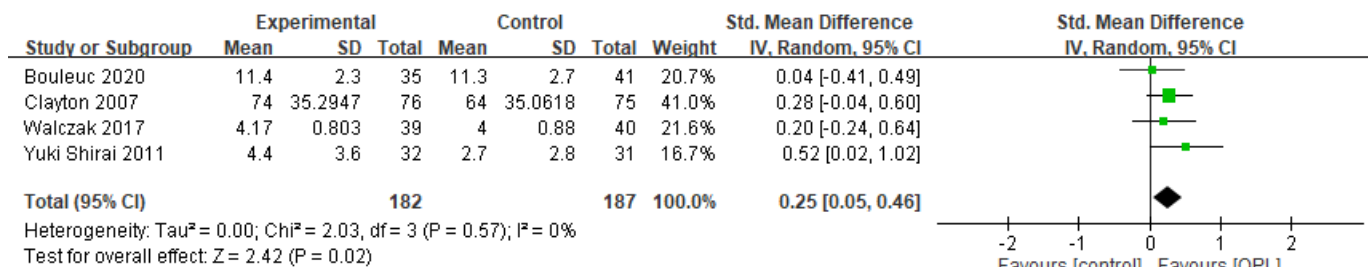 Experimental Control Std. Mean Difference Std. Mean Difference
Study or Subgroup Mean SD Total Mean SD Total Weight IV, Random, 95% CI IV, Random, 95% CI
Bouleuc 2020 11.4 2.3 35 11.3 2.7 41 20.7% 0.04 [-0.41, 0.49]
Clayton 2007 74 35.2947 76 64 35.0618 75 41.0% 0.28 [-0.04, 0.60]
Walczak 2017 4.17 0.803 39 4 0.88 40 21.6% 0.20 [-0.24, 0.64]
Yuki Shirai 2011 4.4 3.6 32 2.7 2.8 31 16.7% 0.52 [0.02, 1.02]
Total (95% CI) 182 187 100.0% 0.25 [0.05, 0.46]
Heterogeneity: Tau² = 0.00; Chi² = 2.03, df = 3 (P = 0.57); I² = 0%
Test for overall effect: Z = 2.42 (P = 0.02)
-2 -1 0 1 2
Favours [control] Favours [QPL]